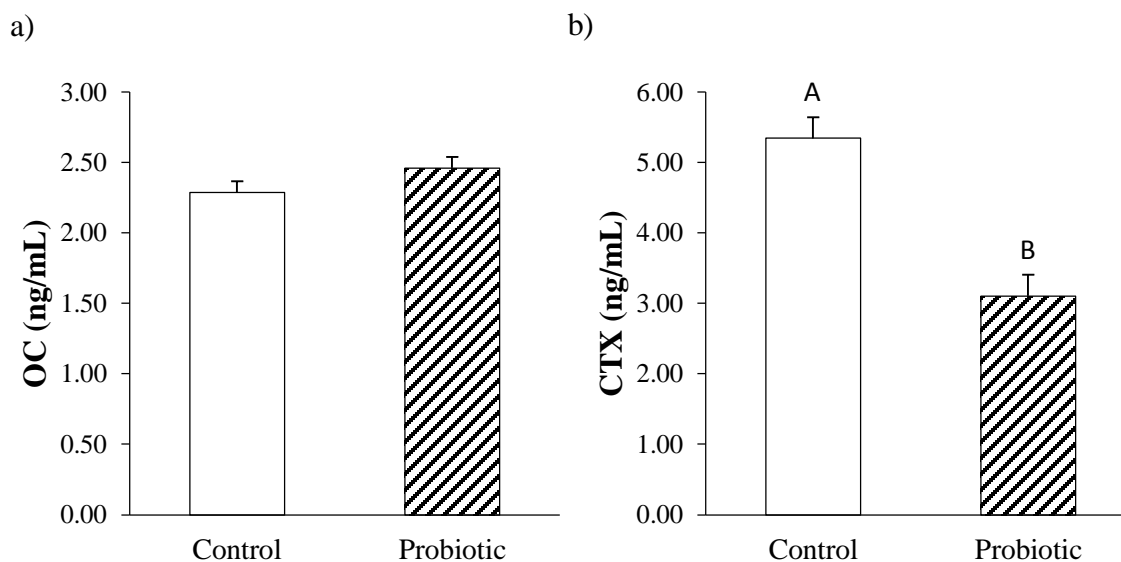 a)
3.00
2.50
2.00
1.50
1.00
0.50
0.00
OC (ng/mL)
Control Probiotic
b)
6.00
5.00
4.00
3.00
2.00
1.00
0.00
CTX (ng/mL)
A
B
Control Probiotic